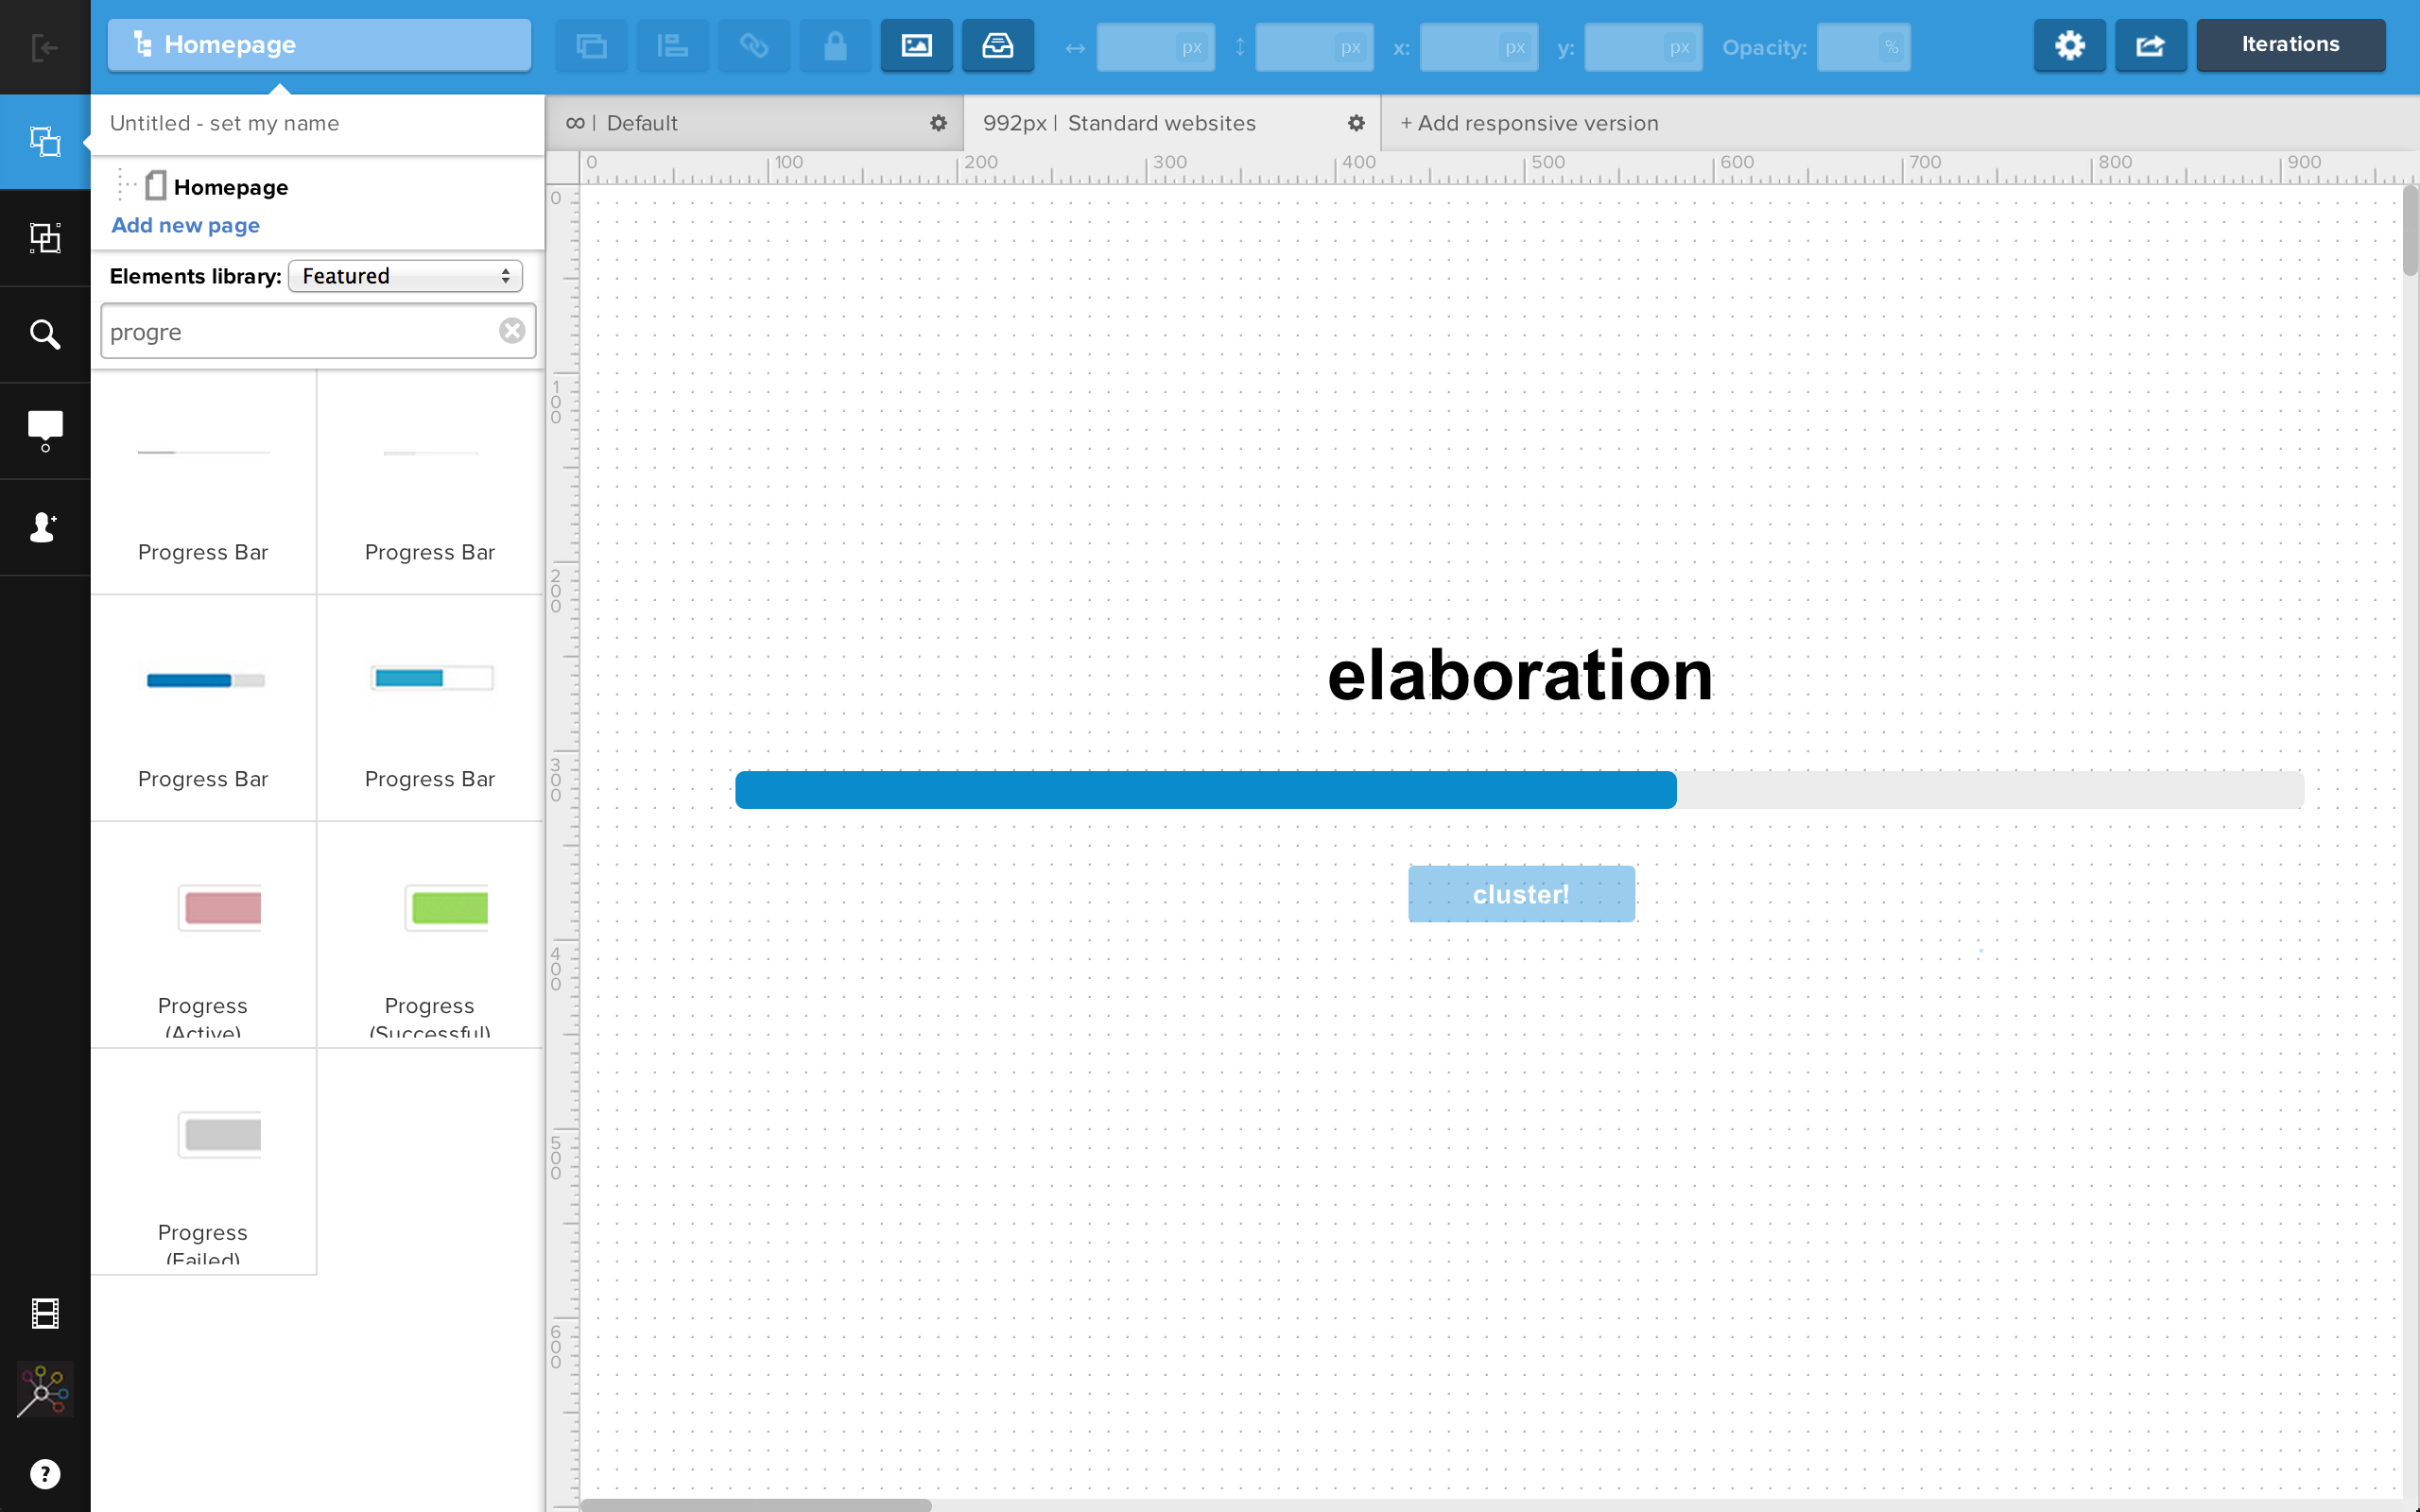 Homepage
px
px
x:
px
y:
px
Opacity:
%
Iterations
Untitled - set my name
∞ | Default
992px | Standard websites
+ Add responsive version
Homepage
Add new page
Elements library: Featured
progre
Progress Bar
Progress Bar
Progress Bar
Progress Bar
Progress
(Active)
Progress
(Successful)
Progress
(Failed)
0 100 200 300 400 500 600 700 800 900
0
100
200
300
400
500
600
elaboration
cluster!
?